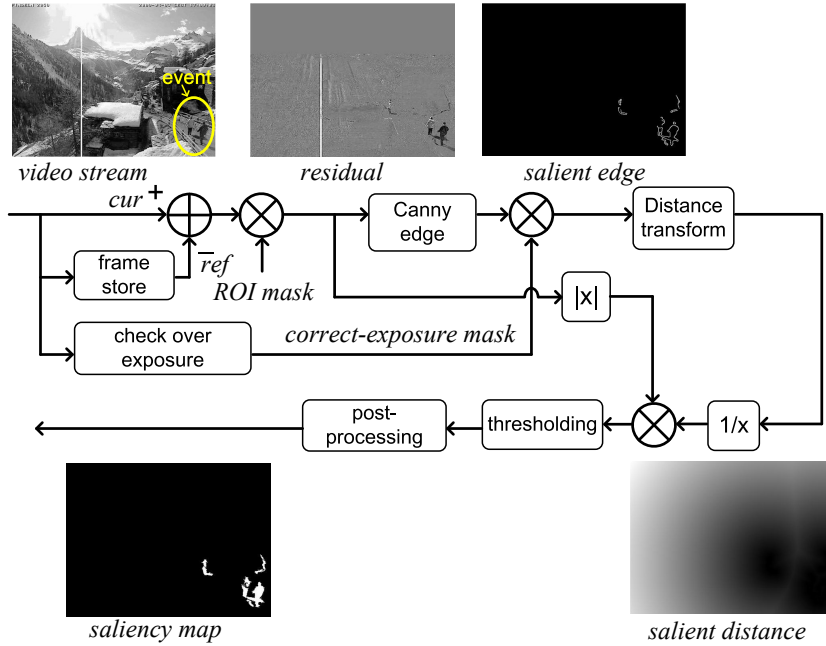 event
video stream
residual
salient edge
cur +
Canny
edge
Distance
transform
frame
store
− ref
ROI mask
|x|
check over
exposure
correct-exposure mask
post-
processing
thresholding
1/x
saliency map
salient distance